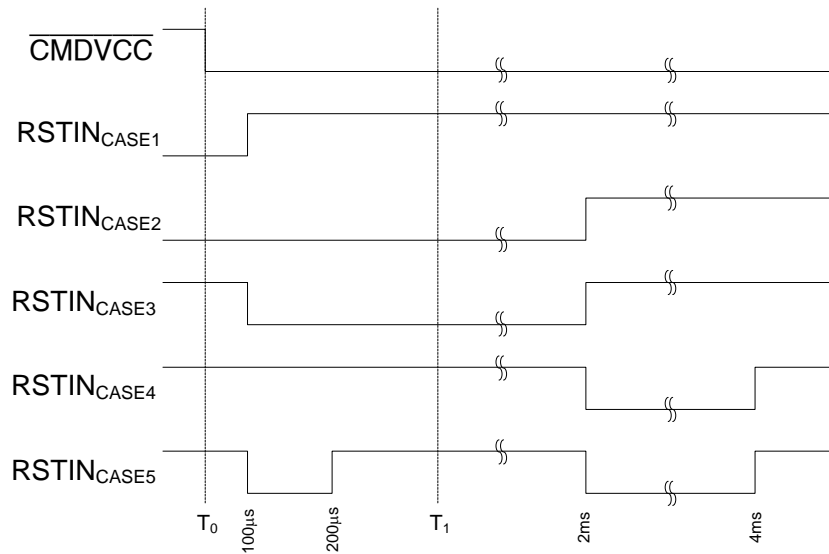 CMDVCC
RSTINCASE1
RSTINCASE2
RSTINCASE3
RSTINCASE4
RSTINCASE5
T0
100µs
200µs
T1
2ms
4ms